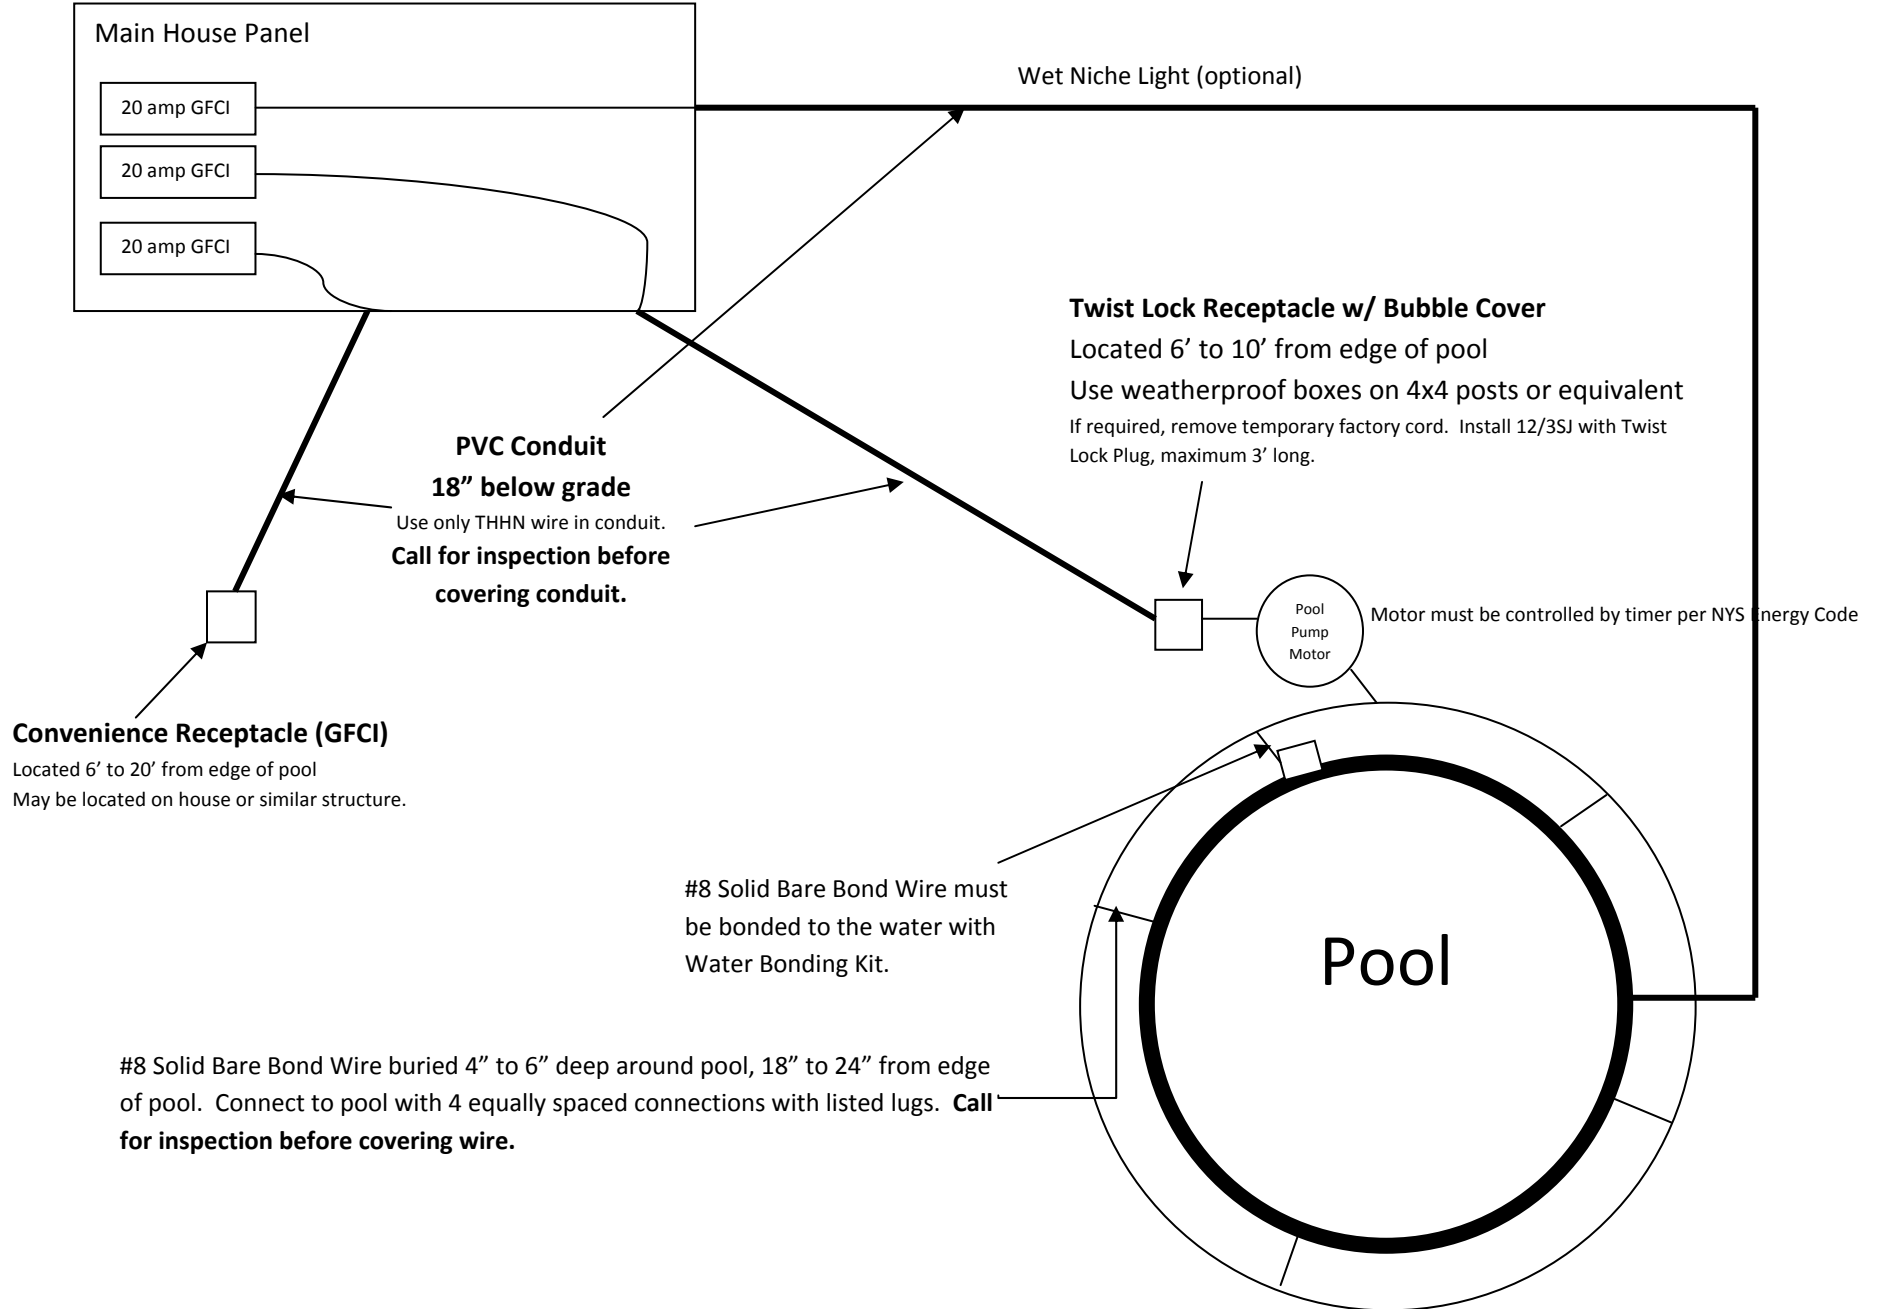 Main House Panel
20 amp GFCI
20 amp GFCI
20 amp GFCI
Wet Niche Light (optional)
Twist Lock Receptacle w/ Bubble Cover
Located 6’ to 10’ from edge of pool
Use weatherproof boxes on 4x4 posts or equivalent
If required, remove temporary factory cord.  Install 12/3SJ with Twist
Lock Plug, maximum 3’ long.
PVC Conduit
18” below grade
Use only THHN wire in conduit.
Call for inspection before
covering conduit.
Pool
Pump
Motor
Motor must be controlled by timer per NYS Energy Code
Convenience Receptacle (GFCI)
Located 6’ to 20’ from edge of pool
May be located on house or similar structure.
#8 Solid Bare Bond Wire must
be bonded to the water with
Water Bonding Kit.
Pool
#8 Solid Bare Bond Wire buried 4” to 6” deep around pool, 18” to 24” from edge
of pool.  Connect to pool with 4 equally spaced connections with listed lugs.  Call
for inspection before covering wire.